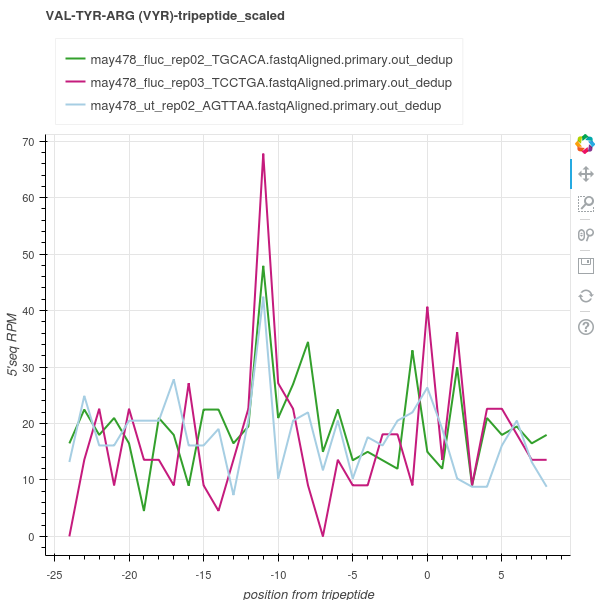 VAL-TYR-ARG (VYR)-tripeptide_scaled
may478_fluc_rep02_TGCACA.fastqAligned.primary.out_dedup
may478_fluc_rep03_TCCTGA.fastqAligned.primary.out_dedup
may478_ut_rep02_AGTTAA.fastqAligned.primary.out_dedup
70
60
50
40
30
20
10
0
5'seq RPM
-25
-20
-15
-10
-5
0
5
position from tripeptide